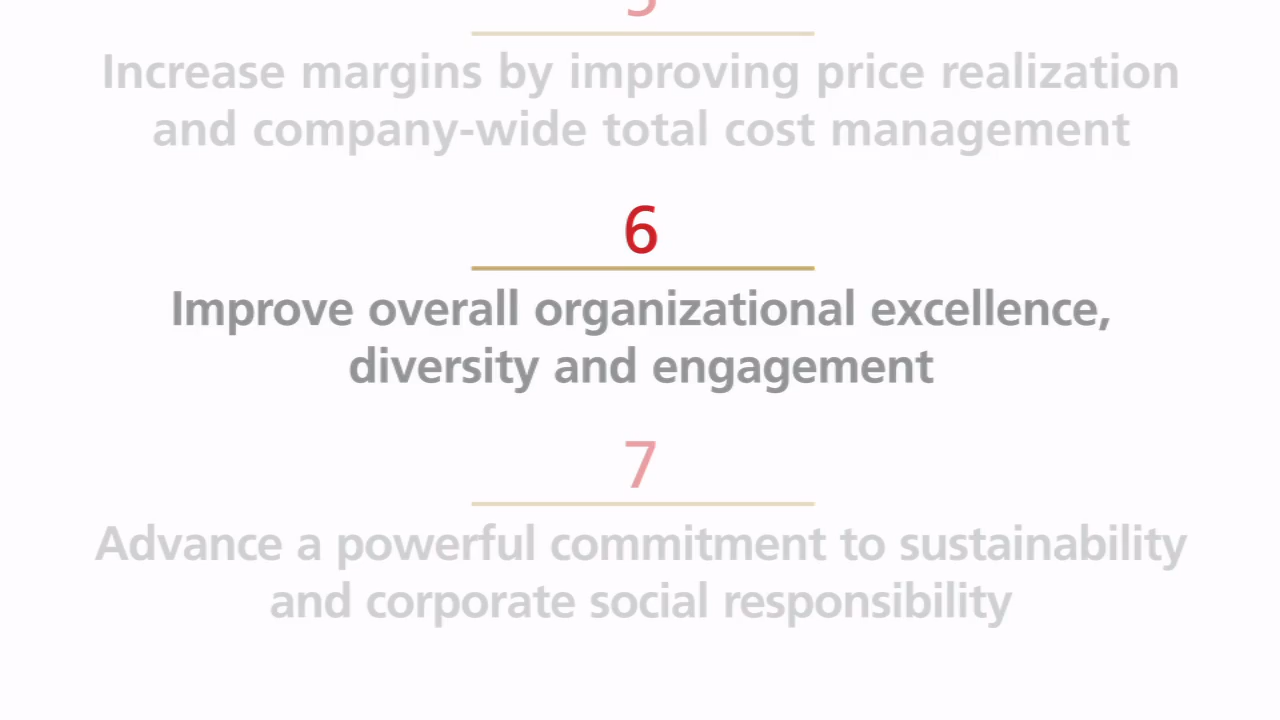 5
Increase margins by improving price realization
and company-wide total cost management
6
Improve overall organizational excellence,
diversity and engagement
7
Advance a powerful commitment to sustainability
and corporate social responsibility